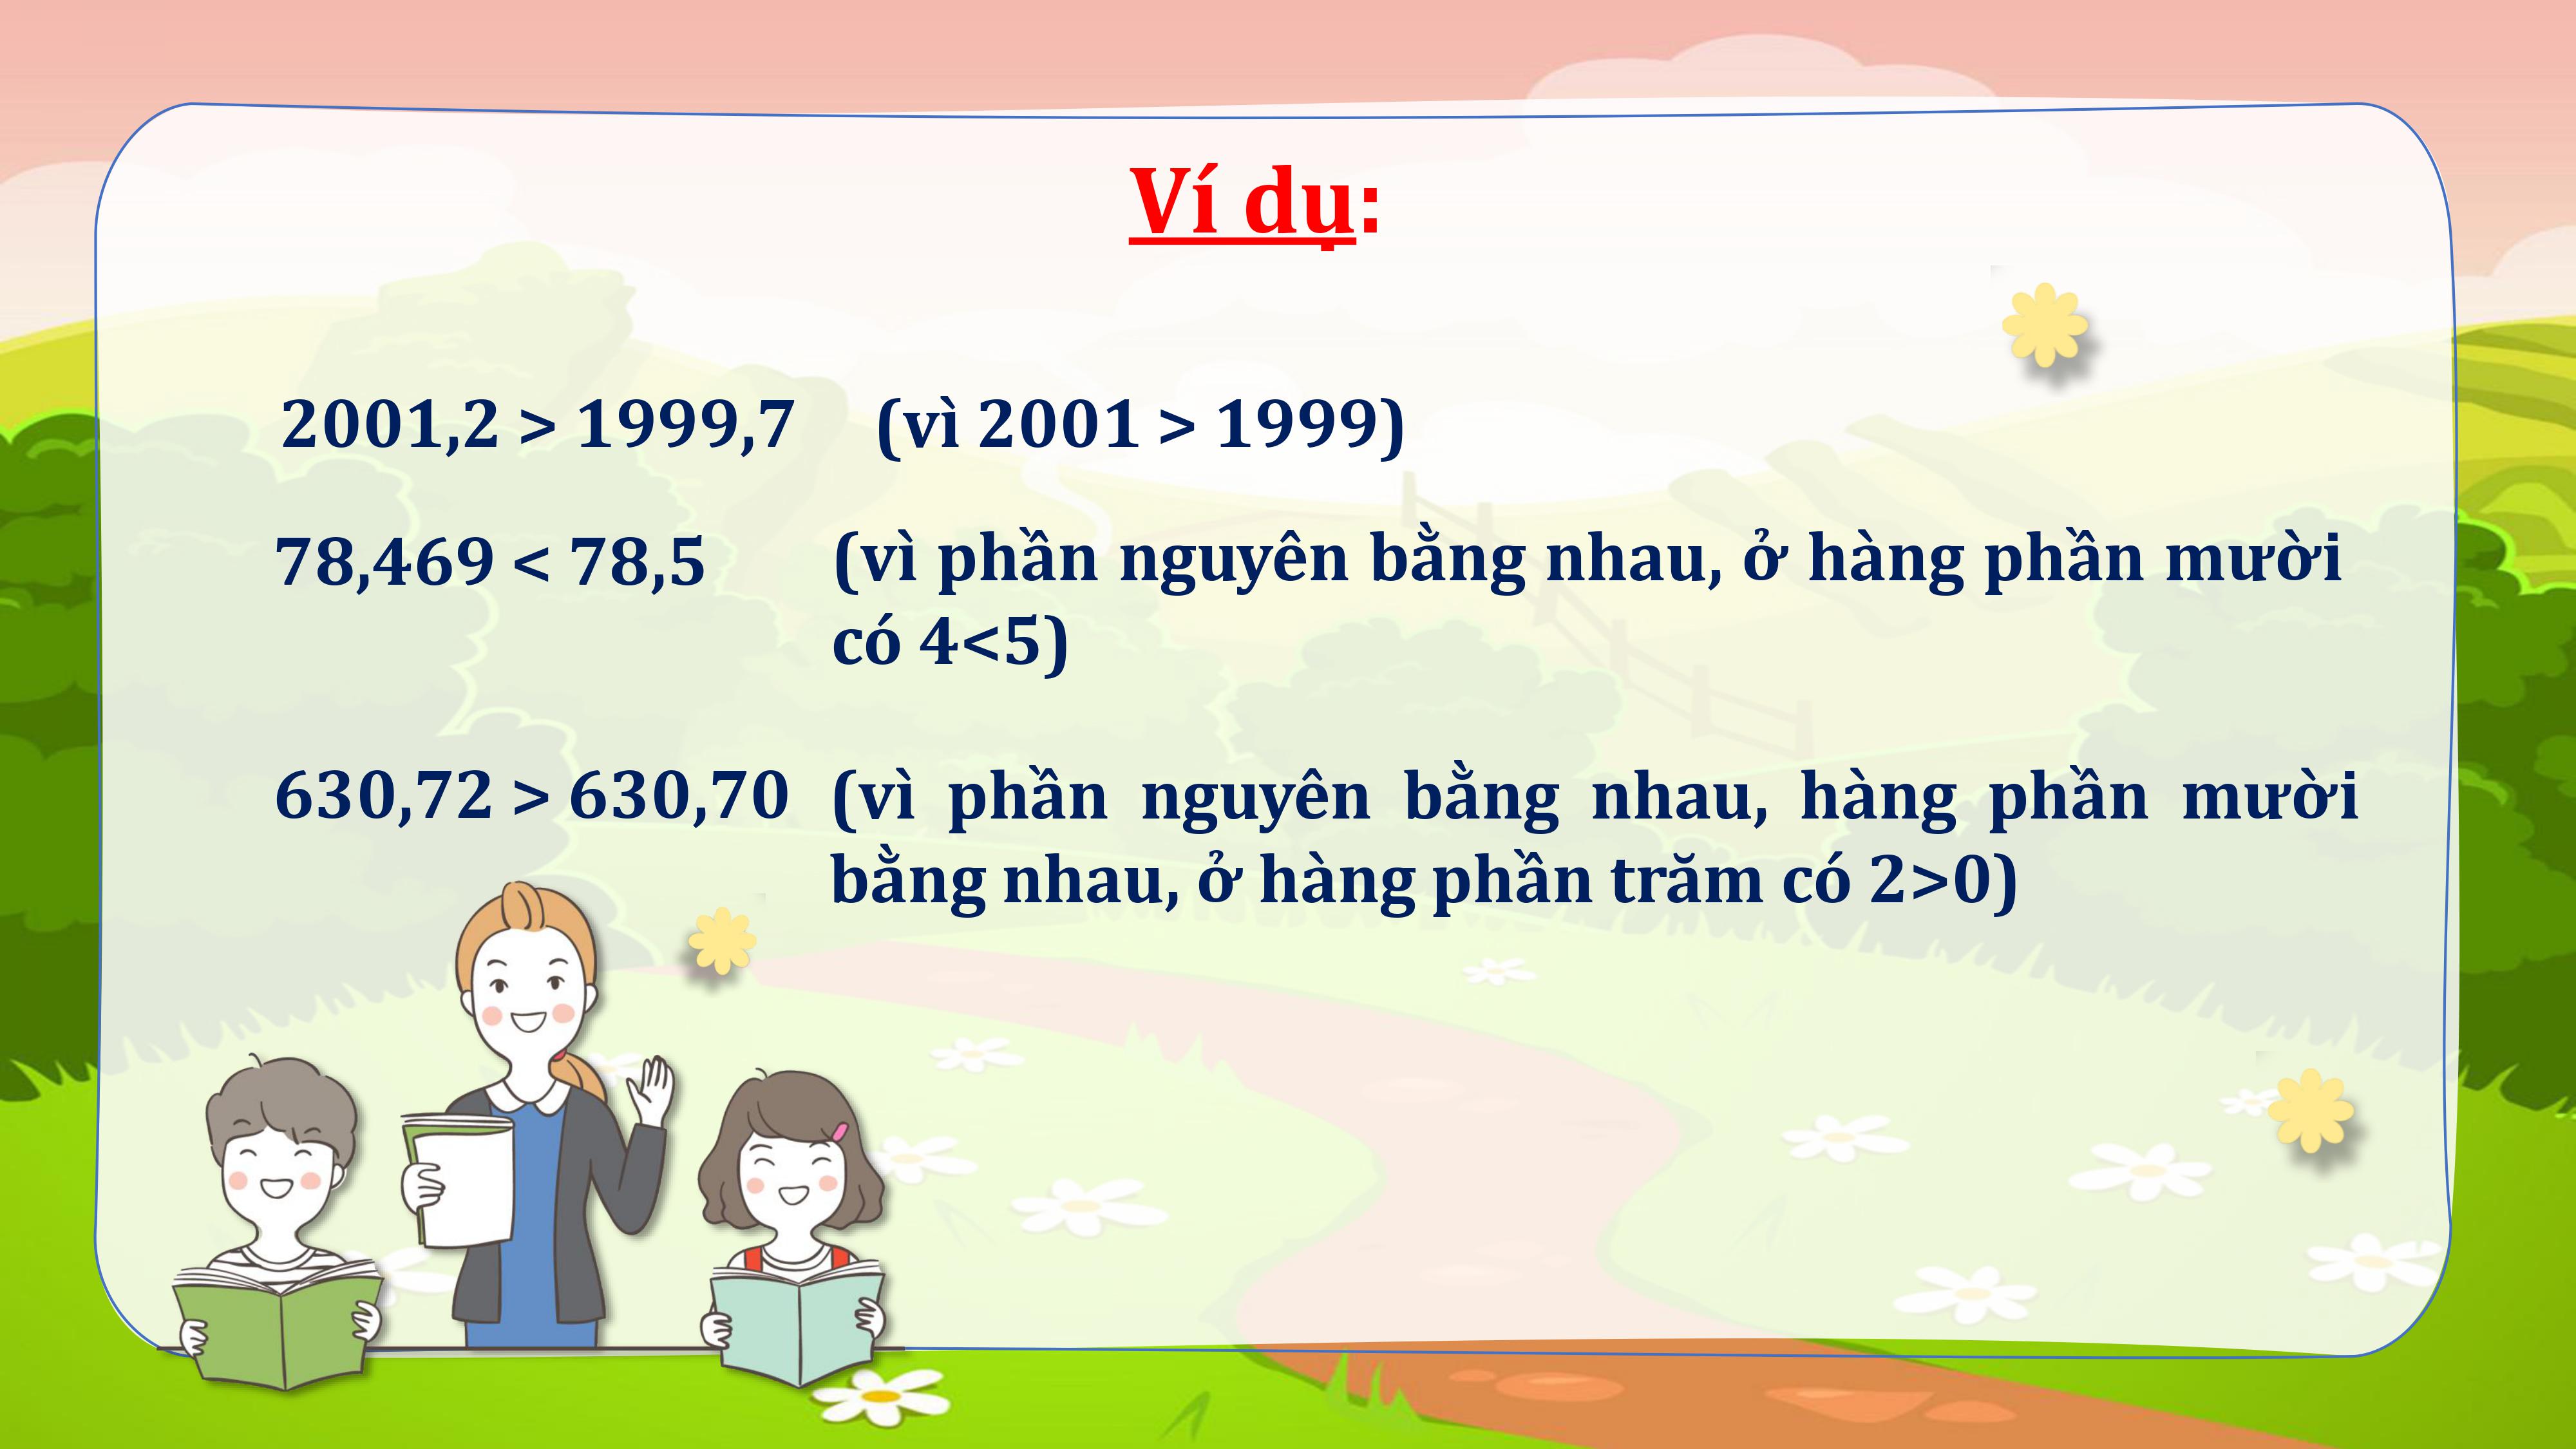 Ví dụ:
2001,2 > 1999,7 (vì 2001 > 1999)
78,469 < 78,5 (vì phần nguyên bằng nhau, ở hàng phần mười
có 4<5)
630,72 > 630,70 (vì phần nguyên bằng nhau, hàng phần mười
bằng nhau, ở hàng phần trăm có 2>0)